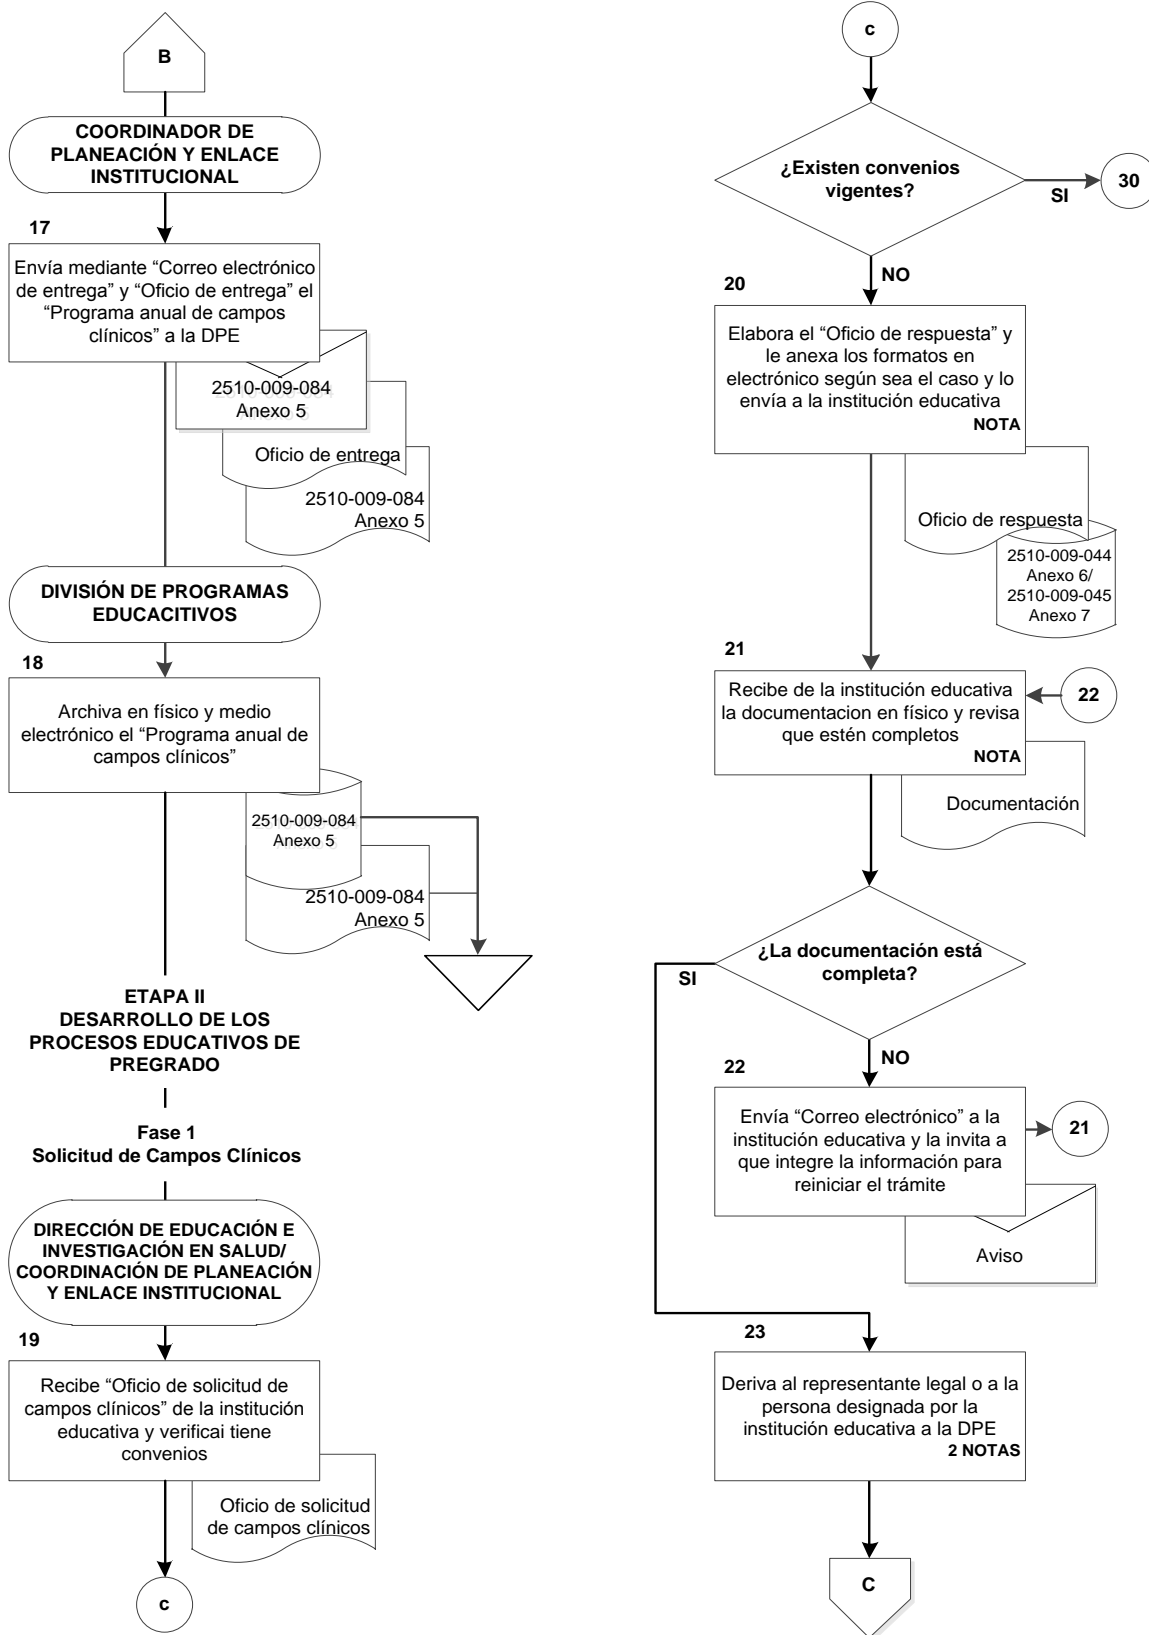 B
COORDINADOR DE
PLANEACIÓN Y ENLACE
INSTITUCIONAL
17
Envía mediante “Correo electrónico
de entrega” y “Oficio de entrega” el
“Programa anual de campos
clínicos” a la DPE
2510-009-084
Anexo 5
Oficio de entrega
2510-009-084
Anexo 5
DIVISIÓN DE PROGRAMAS
EDUCACITIVOS
18
Archiva en físico y medio
electrónico el “Programa anual de
campos clínicos”
2510-009-084
Anexo 5
2510-009-084
Anexo 5
ETAPA II
DESARROLLO DE LOS
PROCESOS EDUCATIVOS DE
PREGRADO
Fase 1
Solicitud de Campos Clínicos
DIRECCIÓN DE EDUCACIÓN E
INVESTIGACIÓN EN SALUD/
COORDINACIÓN DE PLANEACIÓN
Y ENLACE INSTITUCIONAL
19
Recibe “Oficio de solicitud de
campos clínicos” de la institución
educativa y verificai tiene
convenios
Oficio de solicitud
de campos clínicos
c
c
¿Existen convenios
vigentes?
SI
30
NO
20
Elabora el “Oficio de respuesta” y
le anexa los formatos en
electrónico según sea el caso y lo
envía a la institución educativa
NOTA
Oficio de respuesta
2510-009-044
Anexo 6/
2510-009-045
Anexo 7
21
Recibe de la institución educativa
la documentacion en físico y revisa
que estén completos
NOTA
22
Documentación
¿La documentación está
completa?
SI
NO
22
Envía “Correo electrónico” a la
institución educativa y la invita a
que integre la información para
reiniciar el trámite
21
Aviso
23
Deriva al representante legal o a la
persona designada por la
institución educativa a la DPE
2 NOTAS
C